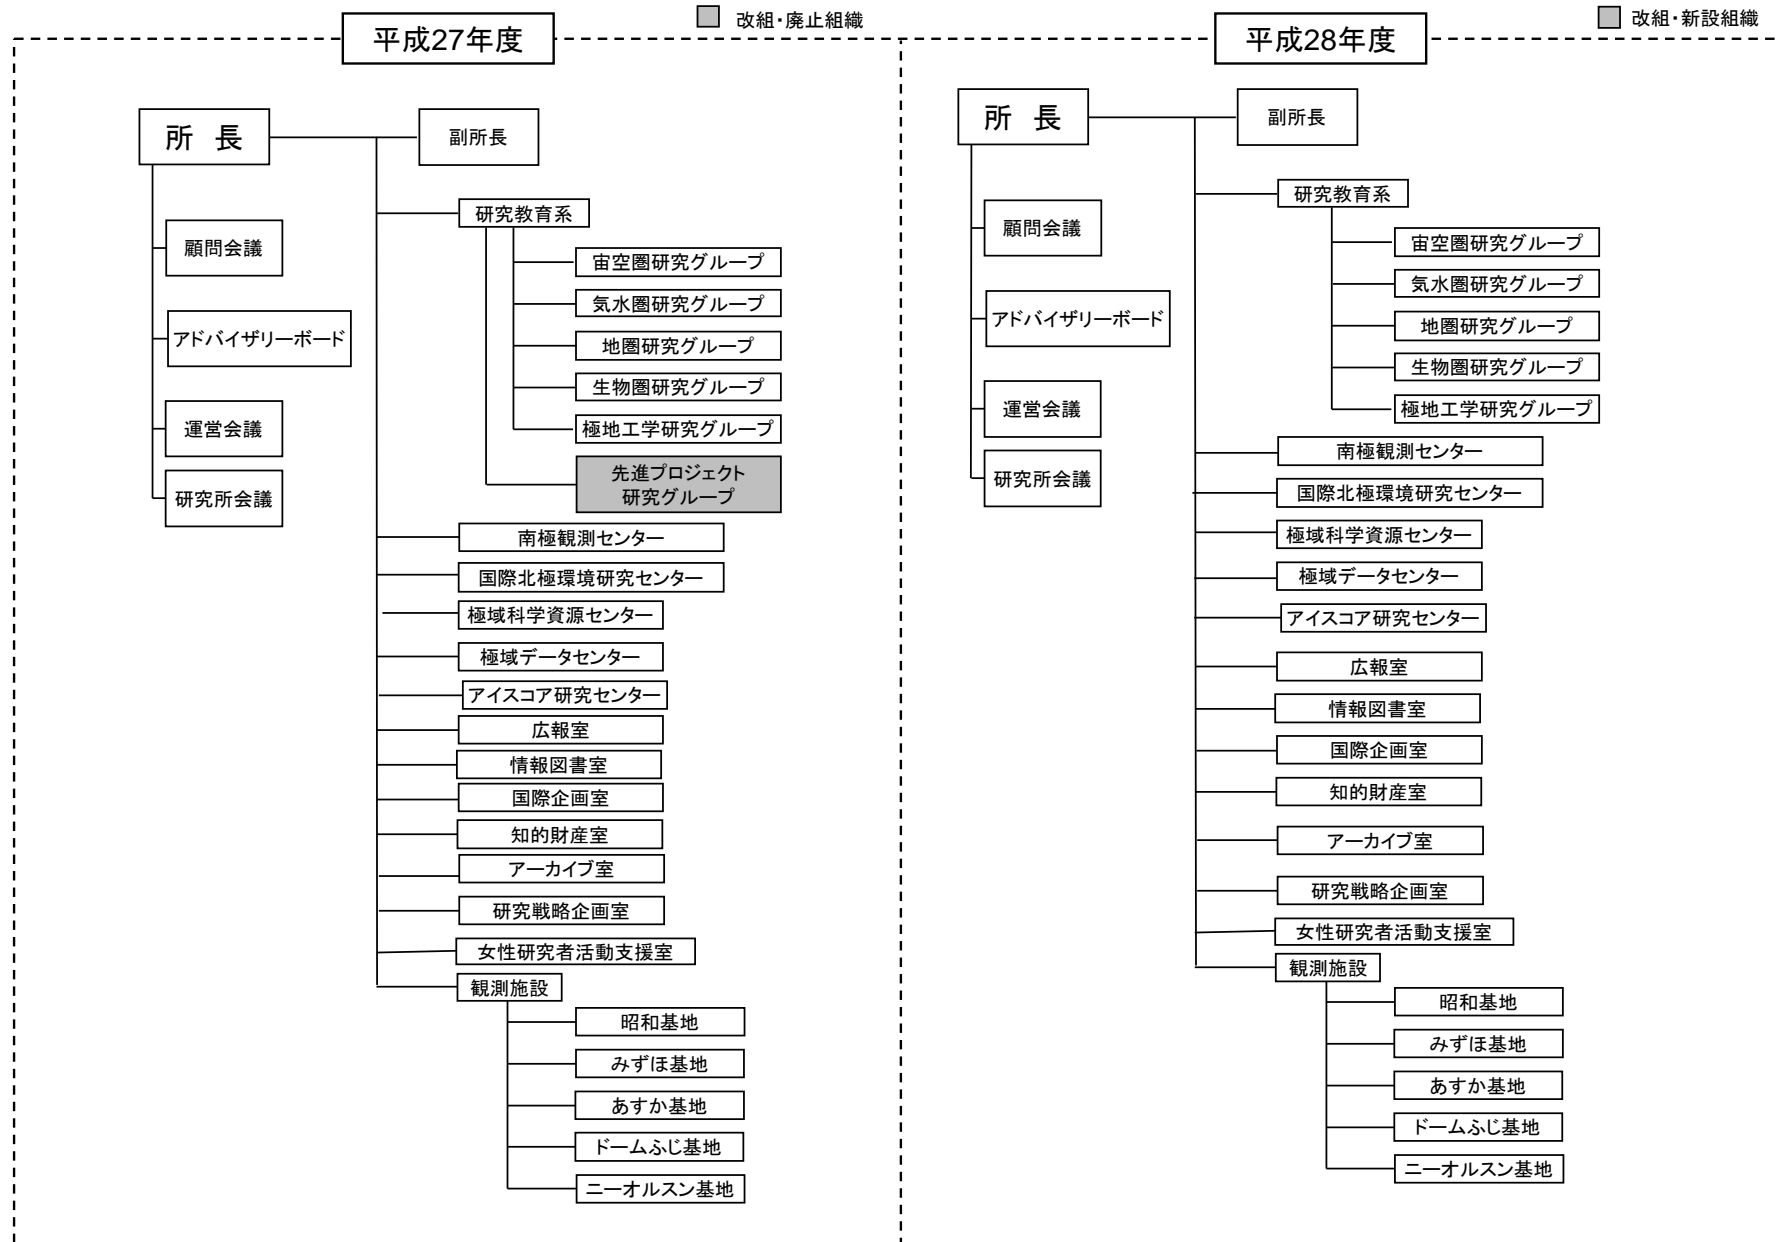 改組・廃止組織
平成27年度
所　長
副所長
顧問会議
アドバイザリーボード
運営会議
研究所会議
研究教育系
宙空圏研究グループ
気水圏研究グループ
地圏研究グループ
生物圏研究グループ
極地工学研究グループ
先進プロジェクト
研究グループ
南極観測センター
国際北極環境研究センター
極域科学資源センター
極域データセンター
アイスコア研究センター
広報室
情報図書室
国際企画室
知的財産室
アーカイブ室
研究戦略企画室
女性研究者活動支援室
観測施設
昭和基地
みずほ基地
あすか基地
ドームふじ基地
ニーオルスン基地
改組・新設組織
平成28年度
所　長
副所長
顧問会議
アドバイザリーボード
運営会議
研究所会議
研究教育系
宙空圏研究グループ
気水圏研究グループ
地圏研究グループ
生物圏研究グループ
極地工学研究グループ
南極観測センター
国際北極環境研究センター
極域科学資源センター
極域データセンター
アイスコア研究センター
広報室
情報図書室
国際企画室
知的財産室
アーカイブ室
研究戦略企画室
女性研究者活動支援室
観測施設
昭和基地
みずほ基地
あすか基地
ドームふじ基地
ニーオルスン基地